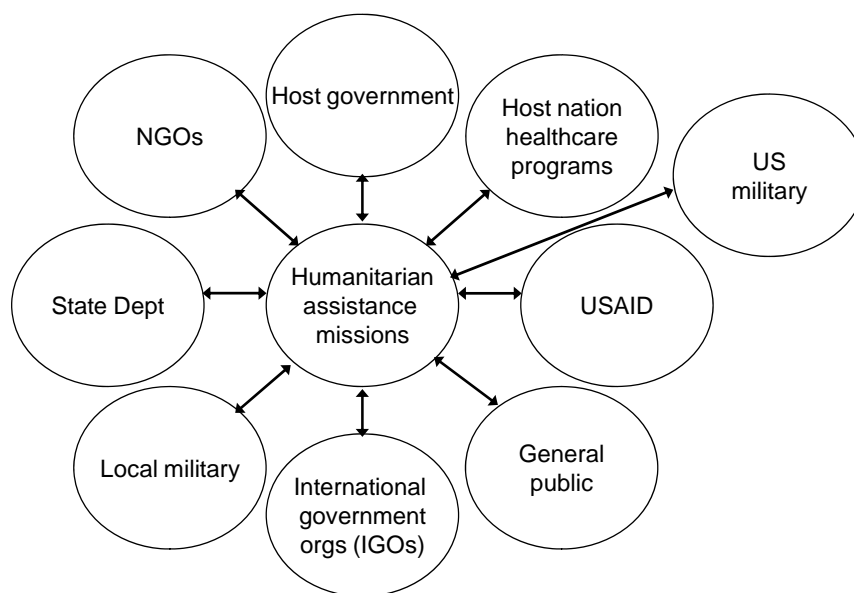 Host government
NGOs
Host nation
healthcare
programs
US
military
Humanitarian
assistance
missions
State Dept
USAID
Local military
General
public
International
government
orgs (IGOs)